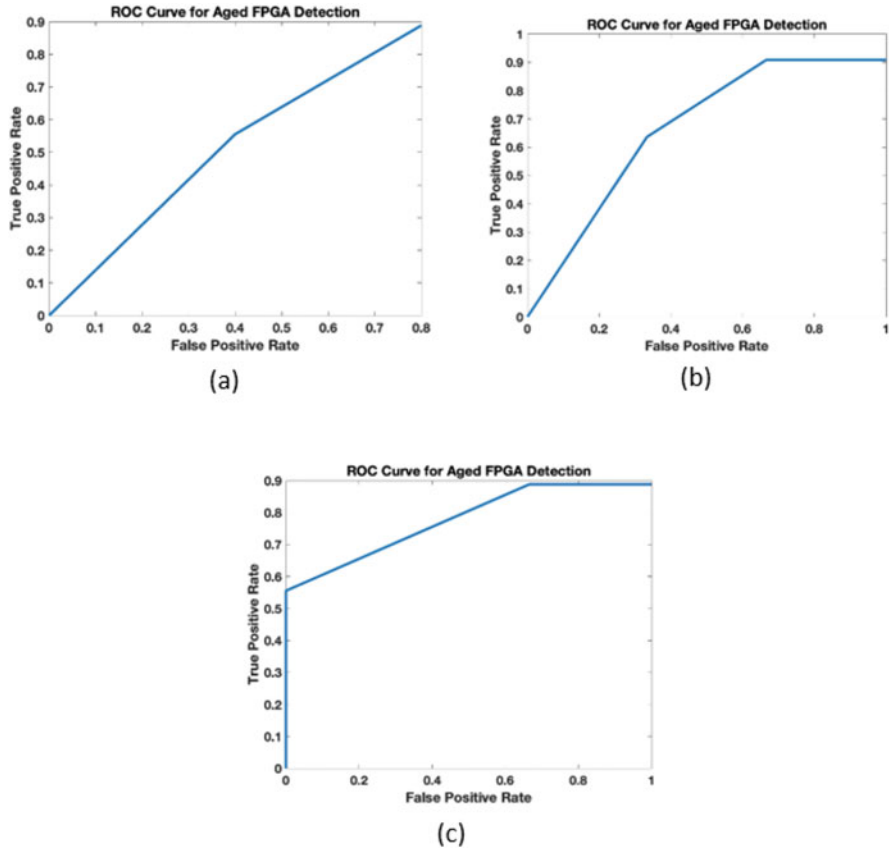 ROC Curve for Aged FPGA Detection
0.9
0.8
0.7
0.6
0.5
0.4
0.3
0.2
0.1
0
True Positive Rate
0 0.1 0.2 0.3 0.4 0.5 0.6 0.7 0.8
False Positive Rate
(a)
ROC Curve for Aged FPGA Detection
1
0.9
0.8
0.7
0.6
0.5
0.4
0.3
0.2
0.1
0
True Positive Rate
0 0.2 0.4 0.6 0.8 1
False Positive Rate
(b)
ROC Curve for Aged FPGA Detection
0.9
0.8
0.7
0.6
0.5
0.4
0.3
0.2
0.1
0
True Positive Rate
0 0.2 0.4 0.6 0.8 1
False Positive Rate
(c)